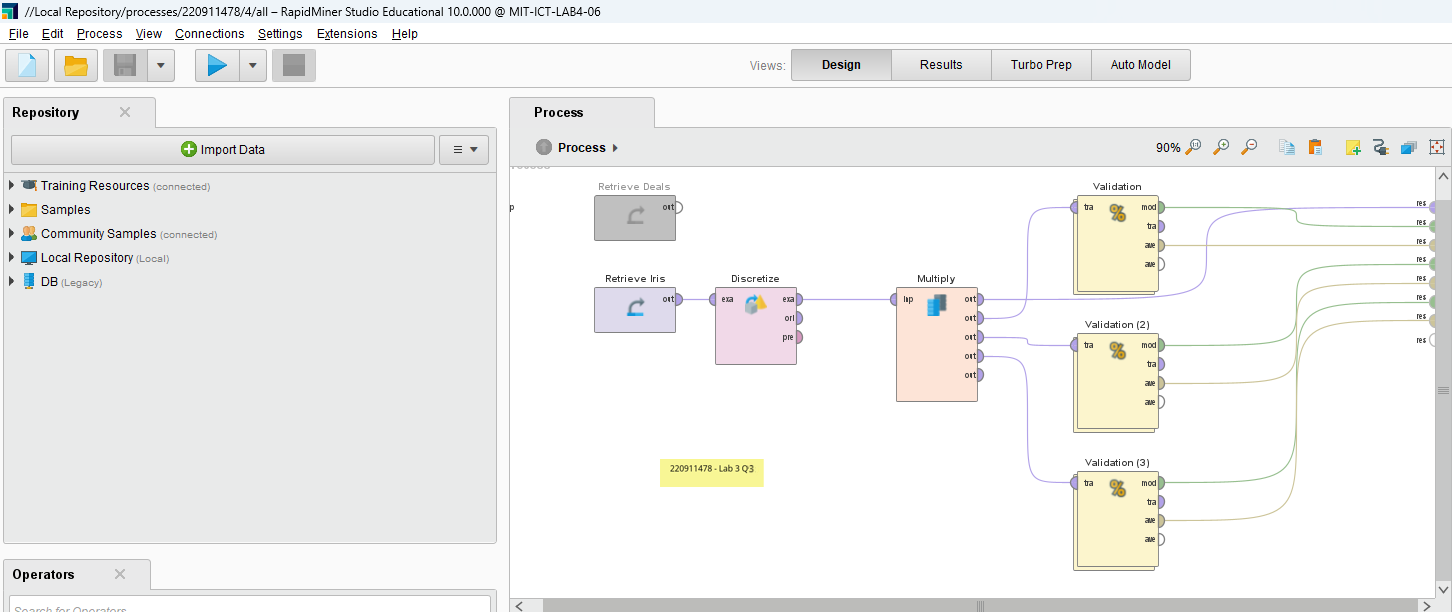 //Local Repository/processes/220911478/4/all – RapidMiner Studio Educational 10.0.000 @ MIT-ICT-LAB4-06
File Edit Process View Connections Settings Extensions Help
Views: Design Results Turbo Prep Auto Model
Repository
Import Data
Training Resources (connected)
Samples
Community Samples (connected)
Local Repository (Local)
DB (Legacy)
Operators
Search for Operators
Process
Process
90%
Retrieve Deals
out
Retrieve Iris
out
Discretize
exa exa
ori
pre
Multiply
inp out
out
out
out
out
Validation
tra mod
tra
ave
ave
Validation (2)
tra mod
tra
ave
ave
Validation (3)
tra mod
tra
ave
ave
res
res
res
res
res
res
res
res
220911478 - Lab 3 Q3